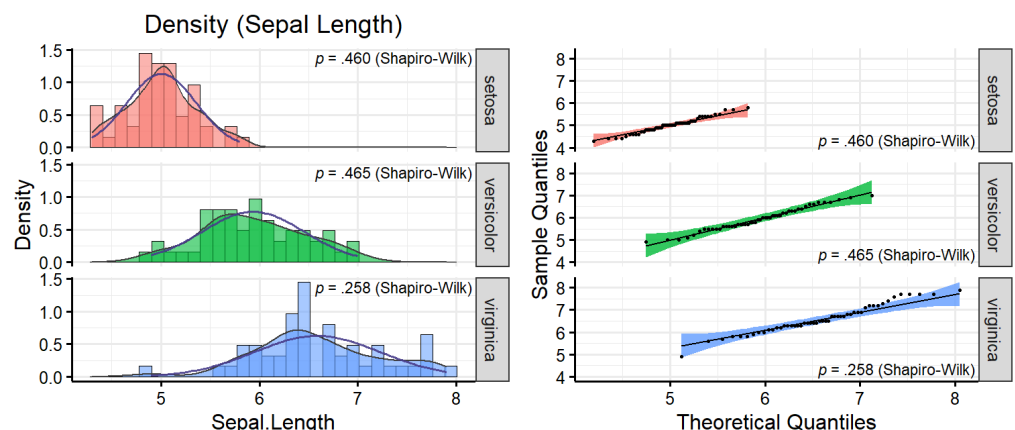 Density (Sepal Length)
Density
1.5
1.0
0.5
0.0
p = .460 (Shapiro-Wilk)
setosa
1.5
1.0
0.5
0.0
p = .465 (Shapiro-Wilk)
versicolor
1.5
1.0
0.5
0.0
p = .258 (Shapiro-Wilk)
virginica
5 6 7 8
Sepal.Length
Sample Quantiles
8
7
6
5
4
p = .460 (Shapiro-Wilk)
setosa
8
7
6
5
4
p = .465 (Shapiro-Wilk)
versicolor
8
7
6
5
4
p = .258 (Shapiro-Wilk)
virginica
5 6 7 8
Theoretical Quantiles